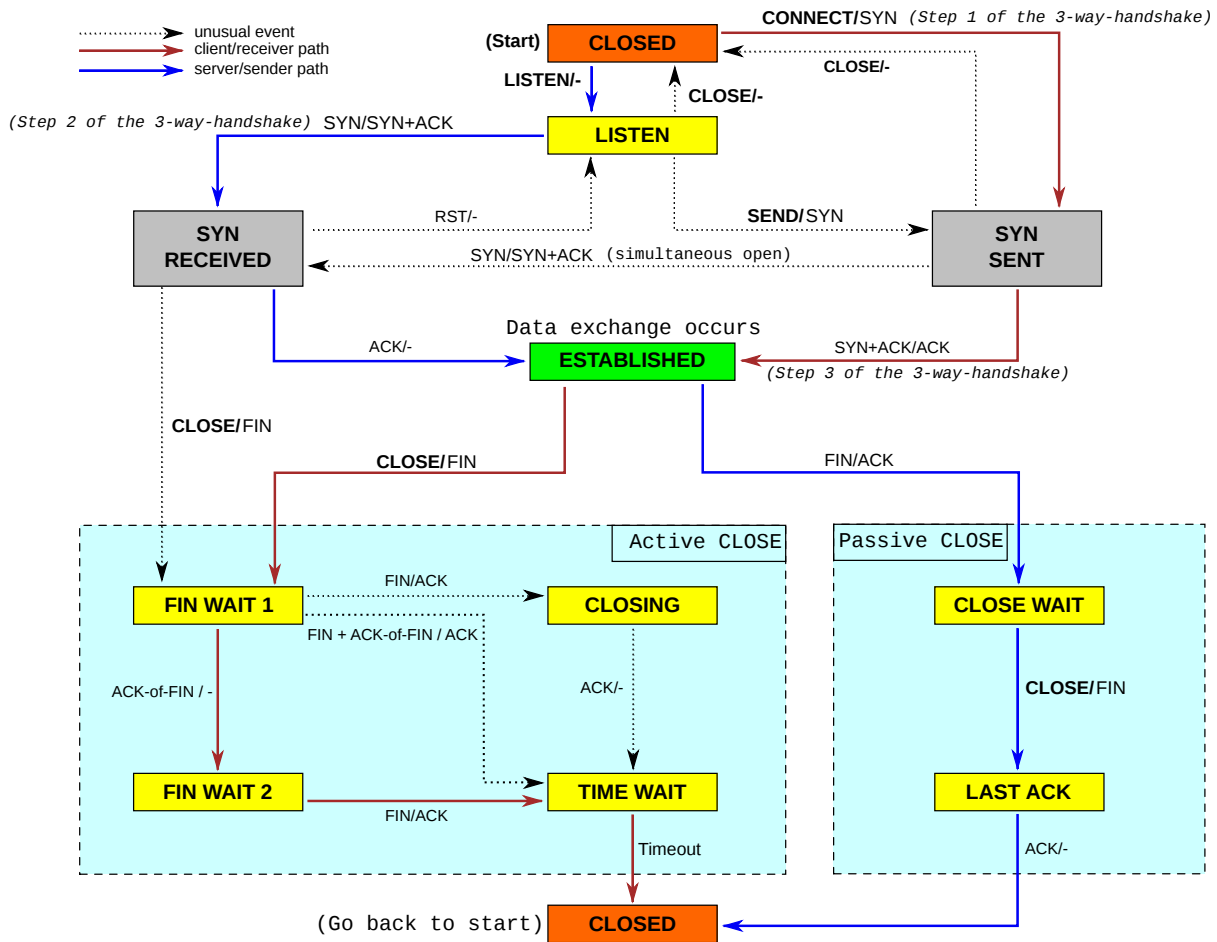 unusual event
client/receiver path
server/sender path
CONNECT/SYN (Step 1 of the 3-way-handshake)
(Start)
CLOSED
CLOSE/-
LISTEN/-
CLOSE/-
(Step 2 of the 3-way-handshake)
SYN/SYN+ACK
LISTEN
RST/-
SEND/SYN
SYN
RECEIVED
SYN
SENT
SYN/SYN+ACK (simultaneous open)
Data exchange occurs
ACK/-
ESTABLISHED
SYN+ACK/ACK
(Step 3 of the 3-way-handshake)
CLOSE/FIN
CLOSE/FIN
FIN/ACK
Active CLOSE
Passive CLOSE
FIN WAIT 1
FIN/ACK
CLOSING
CLOSE WAIT
FIN + ACK-of-FIN / ACK
ACK-of-FIN / -
ACK/-
CLOSE/FIN
FIN WAIT 2
FIN/ACK
TIME WAIT
LAST ACK
Timeout
ACK/-
(Go back to start)
CLOSED